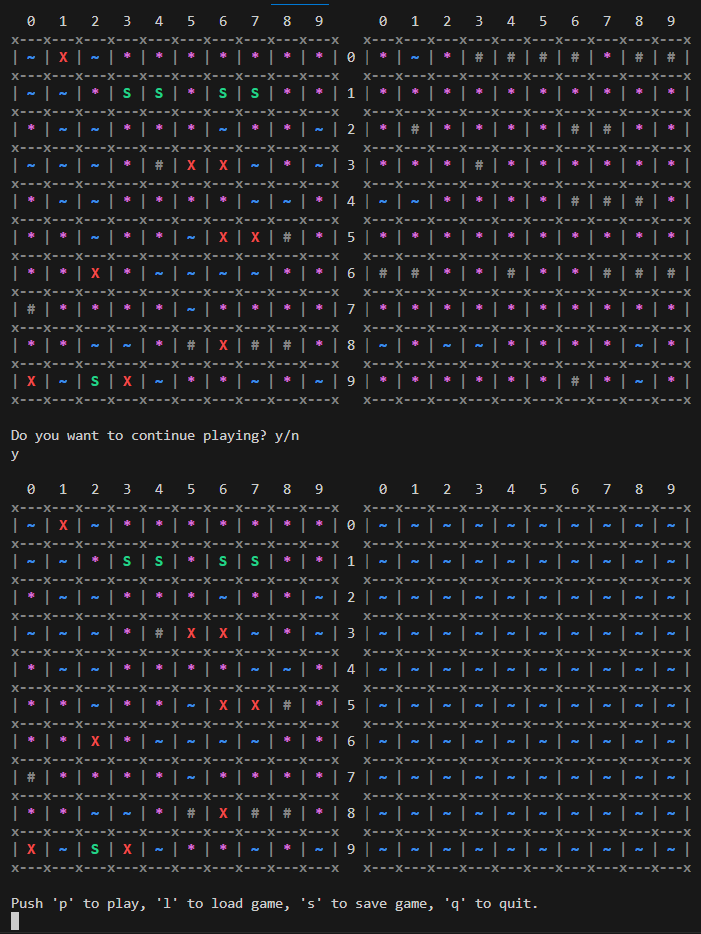 0 1 2 3 4 5 6 7 8 9 0 1 2 3 4 5 6 7 8 9
x---x---x---x---x---x---x---x---x---x---x x---x---x---x---x---x---x---x---x---x---x
| ~ | X | ~ | * | * | * | * | * | * | * | 0 | * | ~ | * | # | # | # | # | * | # | # |
x---x---x---x---x---x---x---x---x---x---x x---x---x---x---x---x---x---x---x---x---x
| ~ | ~ | * | S | S | * | S | S | * | * | 1 | * | * | * | * | * | * | * | * | * | * |
x---x---x---x---x---x---x---x---x---x---x x---x---x---x---x---x---x---x---x---x---x
| * | ~ | ~ | * | * | * | ~ | * | * | ~ | 2 | * | # | * | * | * | * | # | # | * | * |
x---x---x---x---x---x---x---x---x---x---x x---x---x---x---x---x---x---x---x---x---x
| ~ | ~ | ~ | * | # | X | X | ~ | * | ~ | 3 | * | * | * | # | * | * | * | * | * | * |
x---x---x---x---x---x---x---x---x---x---x x---x---x---x---x---x---x---x---x---x---x
| * | ~ | ~ | * | * | * | * | ~ | ~ | * | 4 | ~ | ~ | * | * | * | * | # | # | # | * |
x---x---x---x---x---x---x---x---x---x---x x---x---x---x---x---x---x---x---x---x---x
| * | * | ~ | * | * | ~ | X | X | # | * | 5 | * | * | * | * | * | * | * | * | * | * |
x---x---x---x---x---x---x---x---x---x---x x---x---x---x---x---x---x---x---x---x---x
| * | * | X | * | ~ | ~ | ~ | ~ | * | * | 6 | # | # | * | * | # | * | * | # | # | # |
x---x---x---x---x---x---x---x---x---x---x x---x---x---x---x---x---x---x---x---x---x
| # | * | * | * | * | ~ | * | * | * | * | 7 | * | * | * | * | * | * | * | * | * | * |
x---x---x---x---x---x---x---x---x---x---x x---x---x---x---x---x---x---x---x---x---x
| * | * | ~ | ~ | * | # | X | # | # | * | 8 | ~ | * | ~ | ~ | * | * | * | * | ~ | * |
x---x---x---x---x---x---x---x---x---x---x x---x---x---x---x---x---x---x---x---x---x
| X | ~ | S | X | ~ | * | * | ~ | * | ~ | 9 | * | * | * | * | * | * | # | * | ~ | * |
x---x---x---x---x---x---x---x---x---x---x x---x---x---x---x---x---x---x---x---x---x
Do you want to continue playing? y/n
y
0 1 2 3 4 5 6 7 8 9 0 1 2 3 4 5 6 7 8 9
x---x---x---x---x---x---x---x---x---x---x x---x---x---x---x---x---x---x---x---x---x
| ~ | X | ~ | * | * | * | * | * | * | * | 0 | ~ | ~ | ~ | ~ | ~ | ~ | ~ | ~ | ~ | ~ |
x---x---x---x---x---x---x---x---x---x---x x---x---x---x---x---x---x---x---x---x---x
| ~ | ~ | * | S | S | * | S | S | * | * | 1 | ~ | ~ | ~ | ~ | ~ | ~ | ~ | ~ | ~ | ~ |
x---x---x---x---x---x---x---x---x---x---x x---x---x---x---x---x---x---x---x---x---x
| * | ~ | ~ | * | * | * | ~ | * | * | ~ | 2 | ~ | ~ | ~ | ~ | ~ | ~ | ~ | ~ | ~ | ~ |
x---x---x---x---x---x---x---x---x---x---x x---x---x---x---x---x---x---x---x---x---x
| ~ | ~ | ~ | * | # | X | X | ~ | * | ~ | 3 | ~ | ~ | ~ | ~ | ~ | ~ | ~ | ~ | ~ | ~ |
x---x---x---x---x---x---x---x---x---x---x x---x---x---x---x---x---x---x---x---x---x
| * | ~ | ~ | * | * | * | * | ~ | ~ | * | 4 | ~ | ~ | ~ | ~ | ~ | ~ | ~ | ~ | ~ | ~ |
x---x---x---x---x---x---x---x---x---x---x x---x---x---x---x---x---x---x---x---x---x
| * | * | ~ | * | * | ~ | X | X | # | * | 5 | ~ | ~ | ~ | ~ | ~ | ~ | ~ | ~ | ~ | ~ |
x---x---x---x---x---x---x---x---x---x---x x---x---x---x---x---x---x---x---x---x---x
| * | * | X | * | ~ | ~ | ~ | ~ | * | * | 6 | ~ | ~ | ~ | ~ | ~ | ~ | ~ | ~ | ~ | ~ |
x---x---x---x---x---x---x---x---x---x---x x---x---x---x---x---x---x---x---x---x---x
| # | * | * | * | * | ~ | * | * | * | * | 7 | ~ | ~ | ~ | ~ | ~ | ~ | ~ | ~ | ~ | ~ |
x---x---x---x---x---x---x---x---x---x---x x---x---x---x---x---x---x---x---x---x---x
| * | * | ~ | ~ | * | # | X | # | # | * | 8 | ~ | ~ | ~ | ~ | ~ | ~ | ~ | ~ | ~ | ~ |
x---x---x---x---x---x---x---x---x---x---x x---x---x---x---x---x---x---x---x---x---x
| X | ~ | S | X | ~ | * | * | ~ | * | ~ | 9 | ~ | ~ | ~ | ~ | ~ | ~ | ~ | ~ | ~ | ~ |
x---x---x---x---x---x---x---x---x---x---x x---x---x---x---x---x---x---x---x---x---x
Push 'p' to play, 'l' to load game, 's' to save game, 'q' to quit.